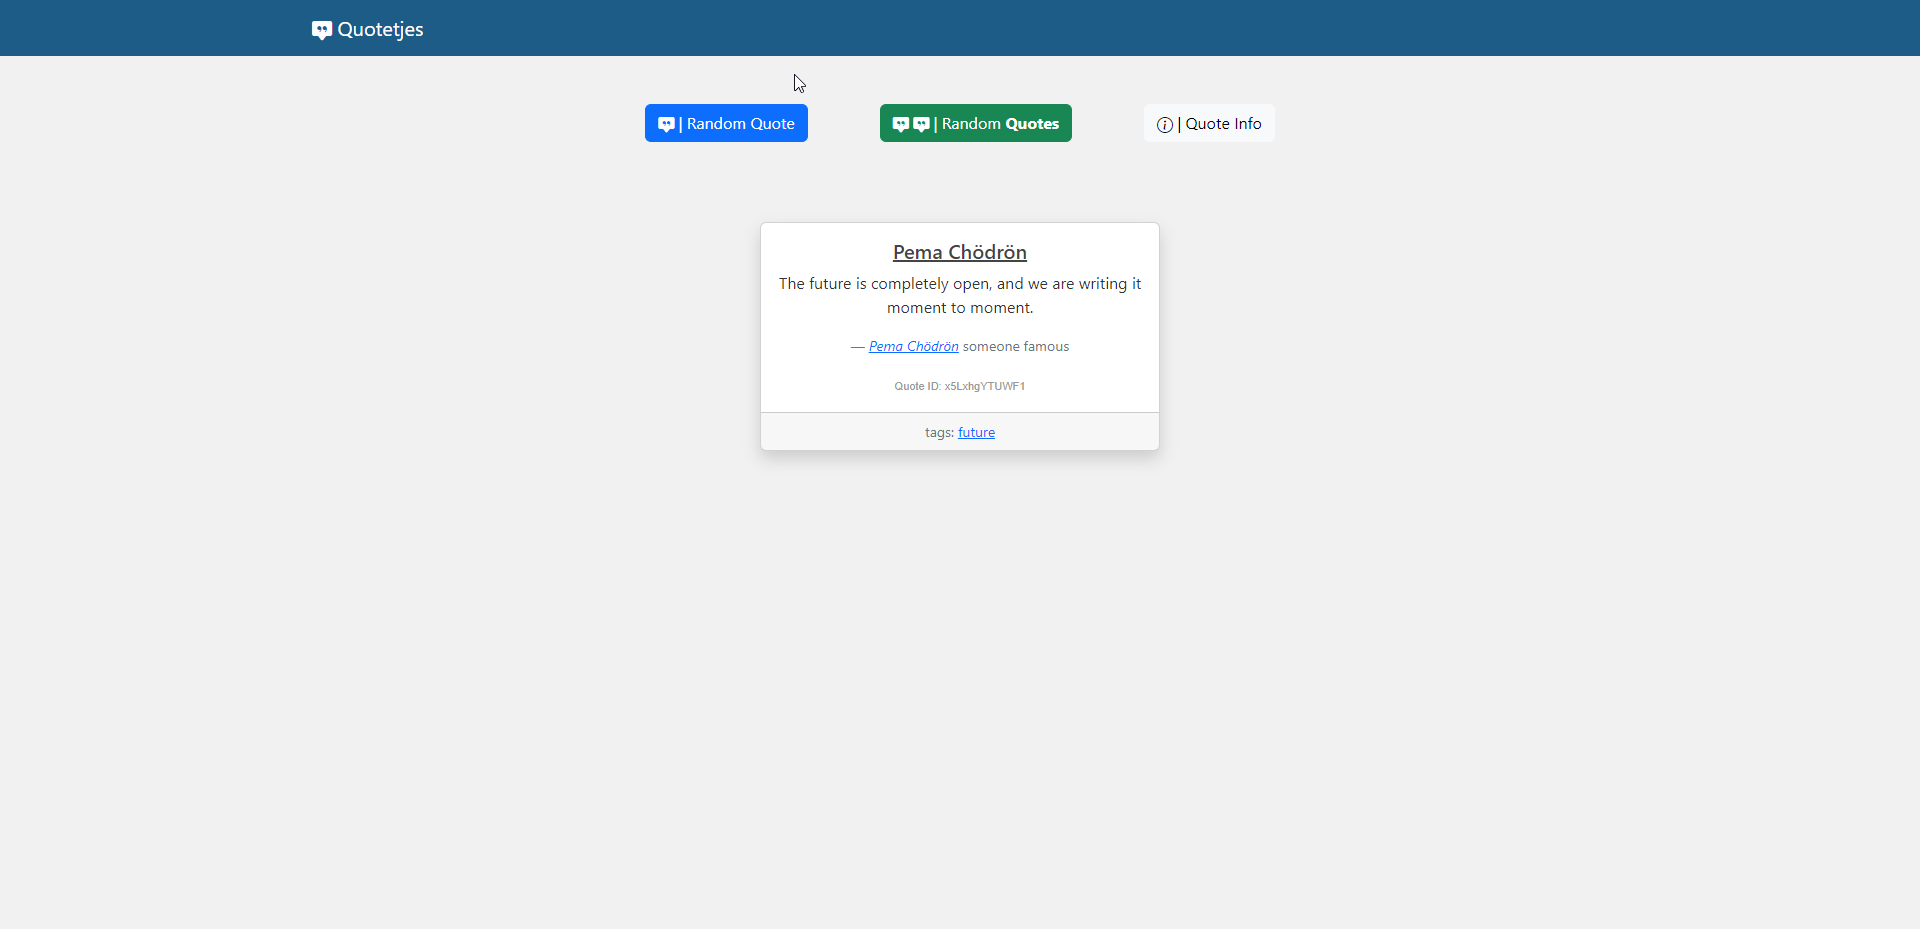 Quotetjes
| Random Quote
| Random Quotes
| Quote Info
Pema Chödrön
The future is completely open, and we are writing it
moment to moment.
— Pema Chödrön someone famous
Quote ID: x5LxhgYTUWF1
tags: future